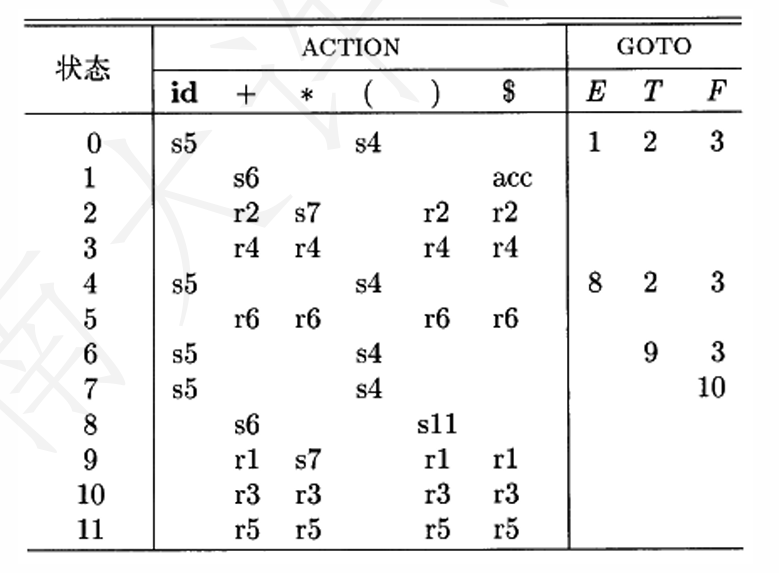 状态 ACTION GOTO
id + * ( ) $ E T F
0 s5 s4 1 2 3
1 s6 acc
2 r2 s7 r2 r2
3 r4 r4 r4 r4
4 s5 s4 8 2 3
5 r6 r6 r6 r6
6 s5 s4 9 3
7 s5 s4 10
8 s6 s11
9 r1 s7 r1 r1
10 r3 r3 r3 r3
11 r5 r5 r5 r5